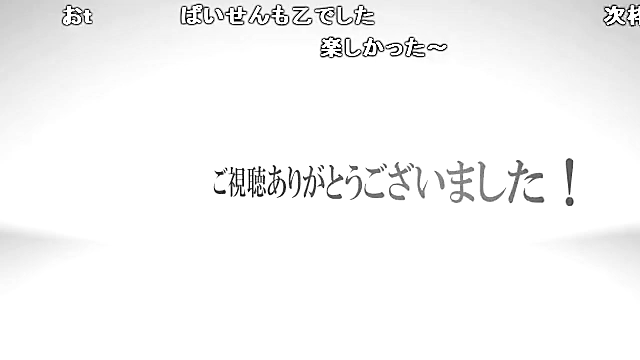 おt
ぱいせんも乙でした
次枠
楽しかった～
ご視聴ありがとうございました！